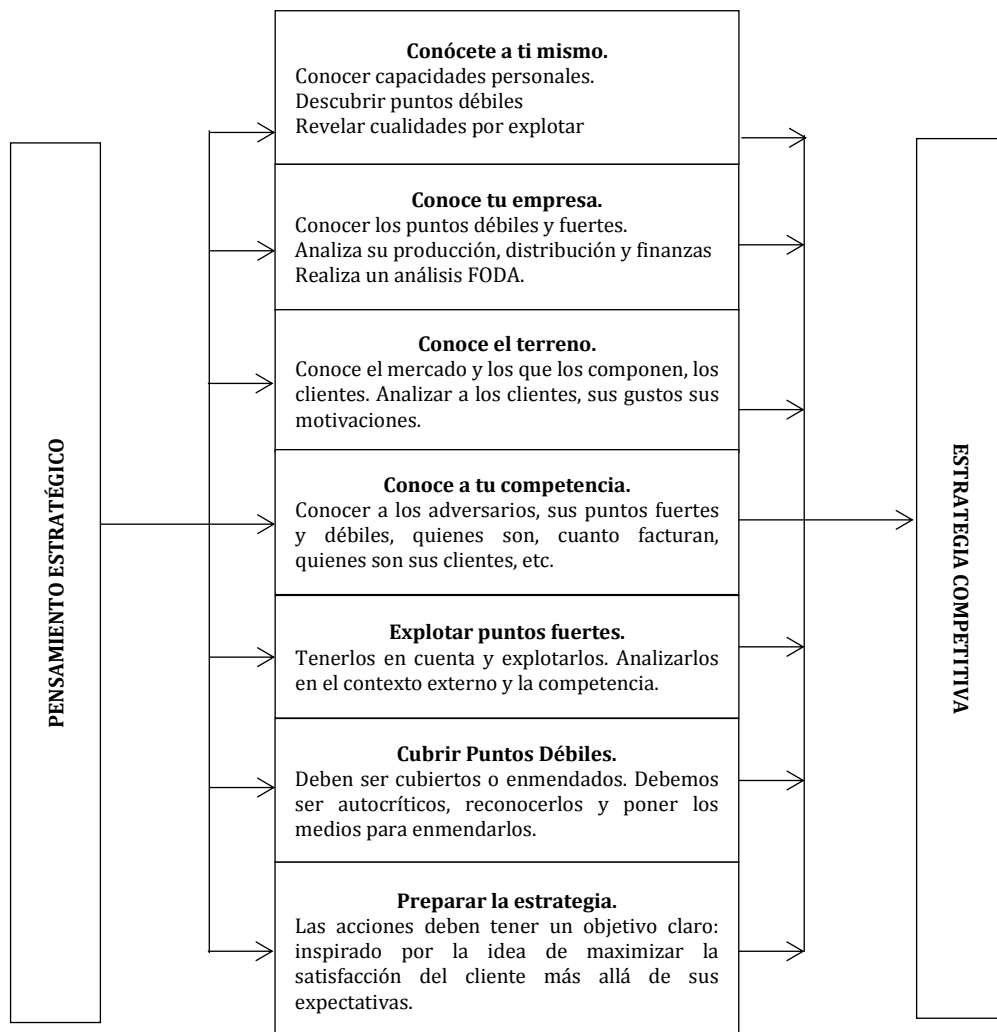 PENSAMIENTO ESTRATÉGICO
Conócete a ti mismo.
Conocer capacidades personales.
Descubrir puntos débiles
Revelar cualidades por explotar
Conoce tu empresa.
Conocer los puntos débiles y fuertes.
Analiza su producción, distribución y finanzas
Realiza un análisis FODA.
Conoce el terreno.
Conoce el mercado y los que los componen, los
clientes. Analizar a los clientes, sus gustos sus
motivaciones.
Conoce a tu competencia.
Conocer a los adversarios, sus puntos fuertes
y débiles, quienes son, cuanto facturan,
quienes son sus clientes, etc.
Explotar puntos fuertes.
Tenerlos en cuenta y explotarlos. Analizarlos
en el contexto externo y la competencia.
Cubrir Puntos Débiles.
Deben ser cubiertos o enmendados. Debemos
ser autocríticos, reconocerlos y poner los
medios para enmendarlos.
Preparar la estrategia.
Las acciones deben tener un objetivo claro:
inspirado por la idea de maximizar la
satisfacción del cliente más allá de sus
expectativas.
ESTRATEGIA COMPETITIVA